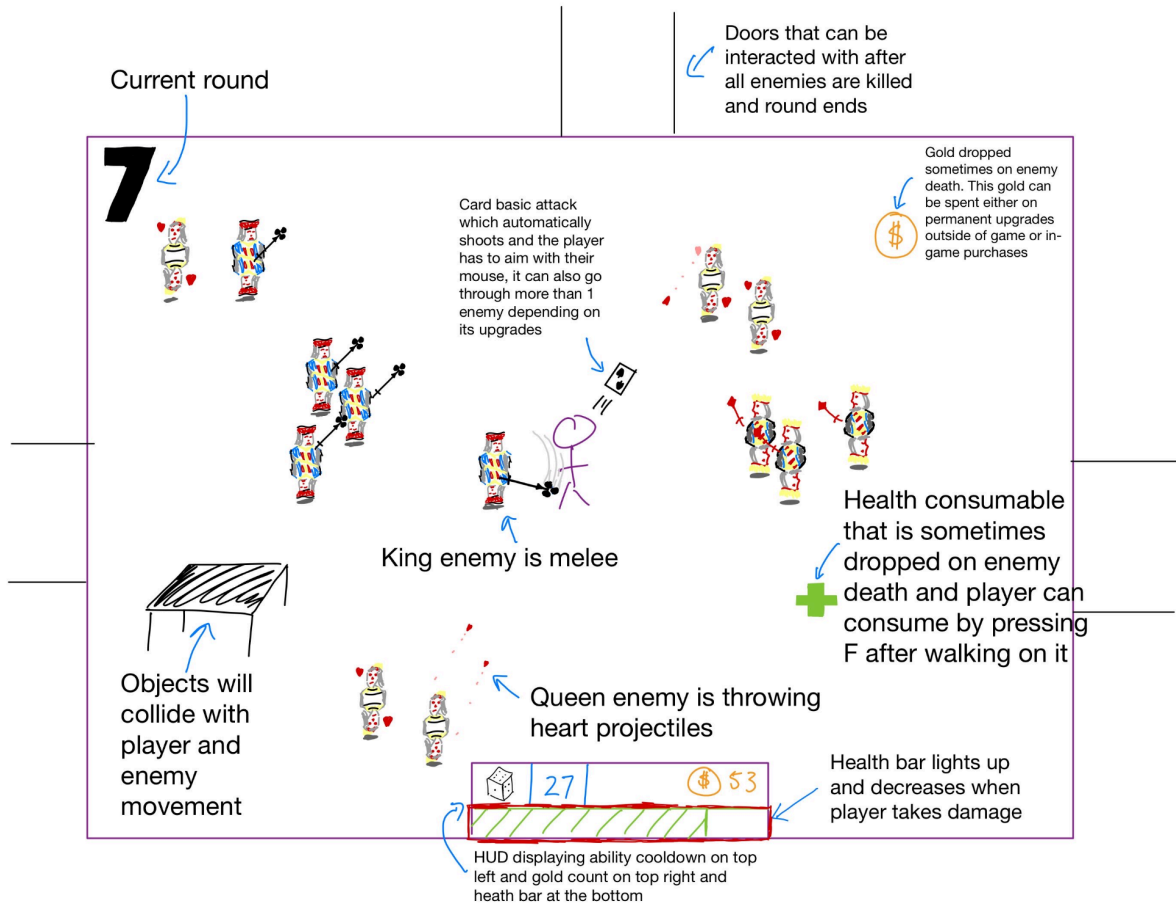 Doors that can be
interacted with after
all enemies are killed
and round ends
Current round
7
Gold dropped
sometimes on enemy
death. This gold can
be spent either on
permanent upgrades
outside of game or in-
game purchases
$
Card basic attack
which automatically
shoots and the player
has to aim with their
mouse, it can also go
through more than 1
enemy depending on
its upgrades
King enemy is melee
Health consumable
that is sometimes
dropped on enemy
death and player can
consume by pressing
F after walking on it
Objects will
collide with
player and
enemy
movement
Queen enemy is throwing
heart projectiles
27
$ 53
Health bar lights up
and decreases when
player takes damage
HUD displaying ability cooldown on top
left and gold count on top right and
heath bar at the bottom